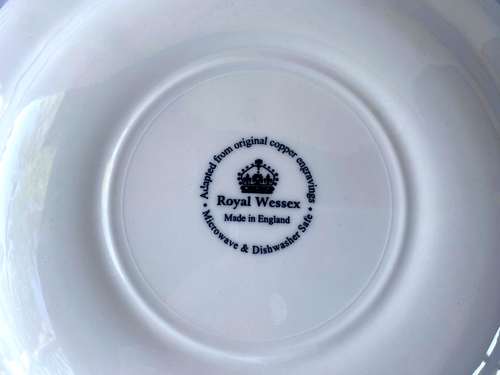 Adapted from original copper engravings
Royal Wessex
Made in England
• Microwave & Dishwasher Safe •